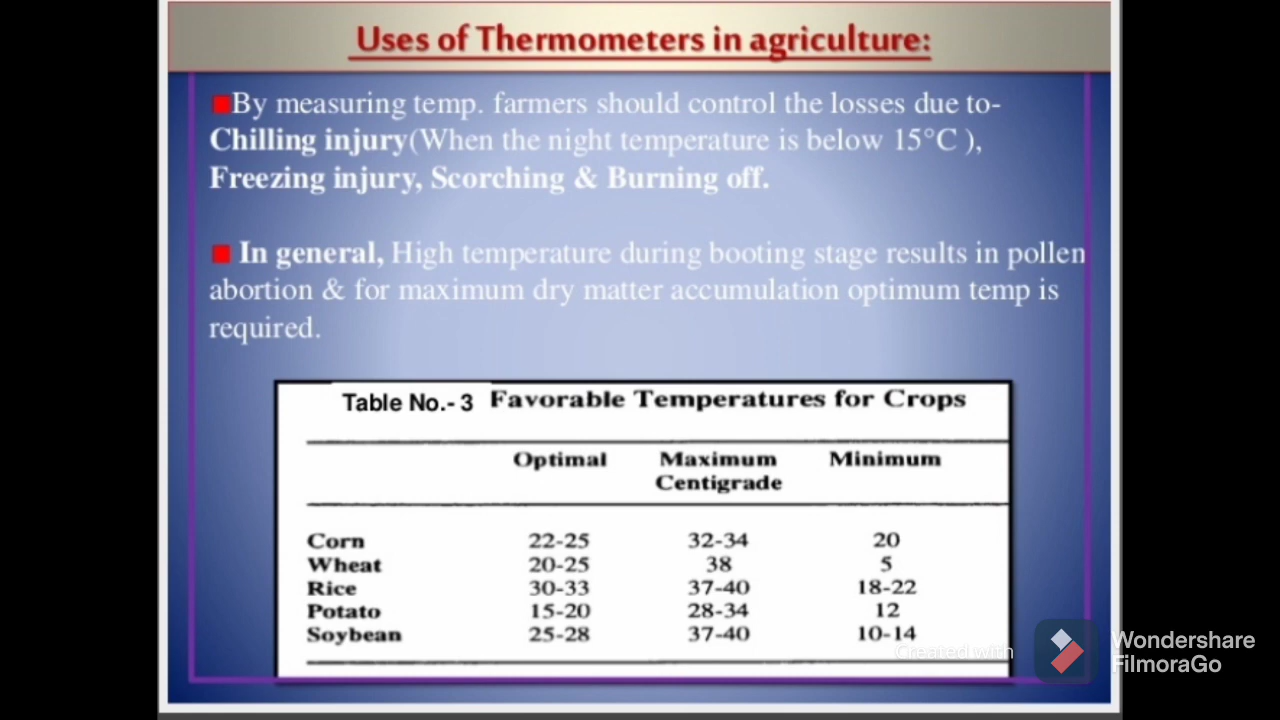 Uses of Thermometers in agriculture:
By measuring temp. farmers should control the losses due to-
Chilling injury(When the night temperature is below 15°C ),
Freezing injury, Scorching & Burning off.
In general, High temperature during booting stage results in pollen
abortion & for maximum dry matter accumulation optimum temp is
required.
Table No.- 3 Favorable Temperatures for Crops
Optimal Maximum Minimum
Centigrade
Corn 22-25 32-34 20
Wheat 20-25 38 5
Rice 30-33 37-40 18-22
Potato 15-20 28-34 12
Soybean 25-28 37-40 10-14
Created with
Wondershare
FilmoraGo